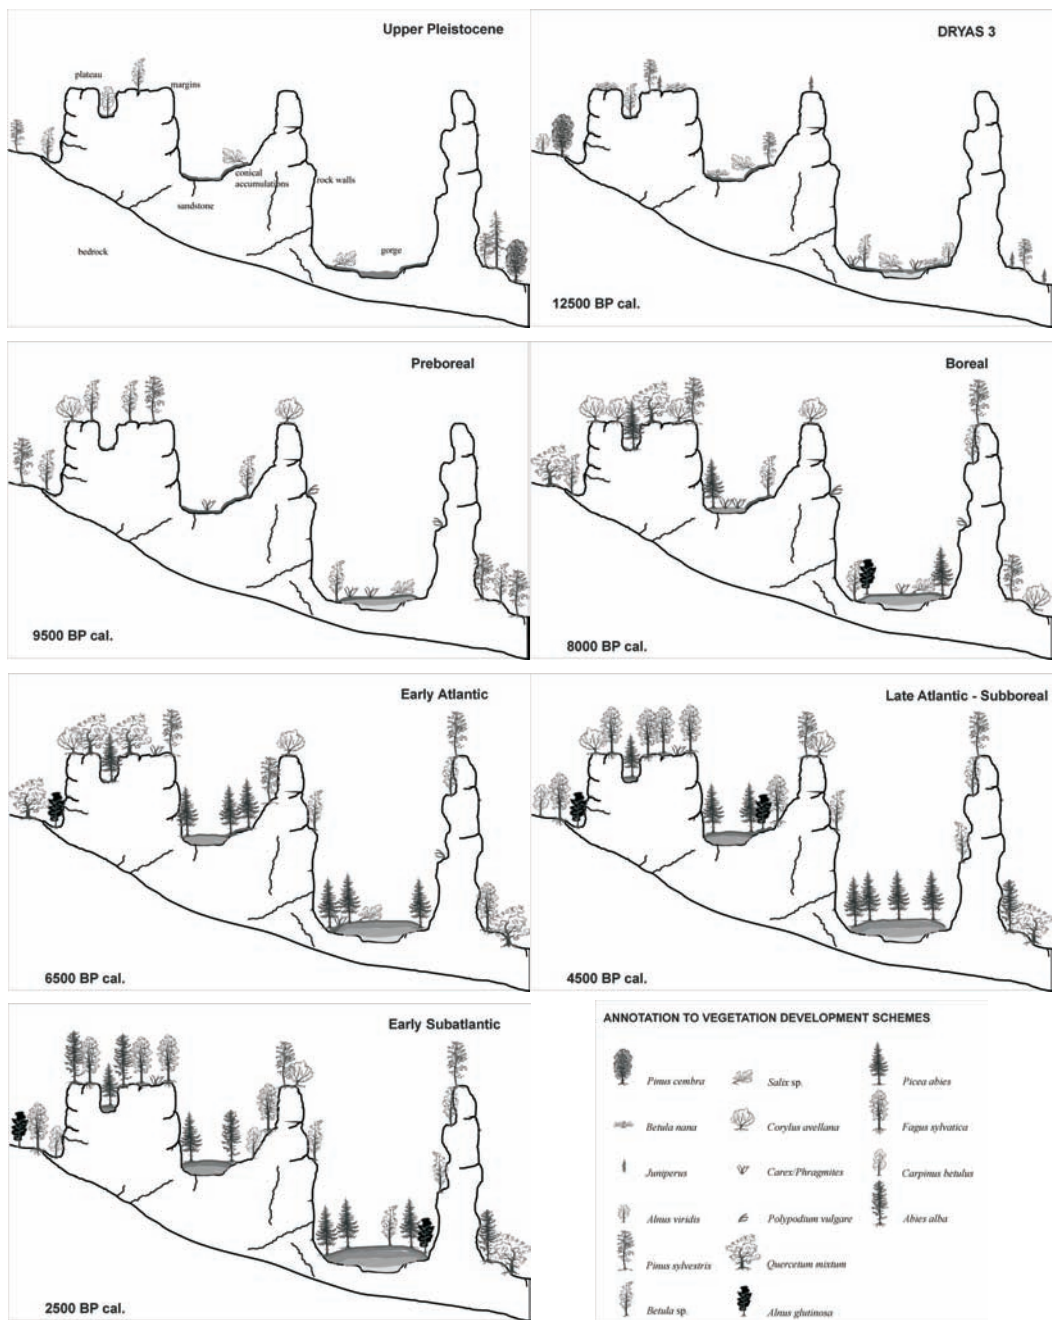 Upper Pleistocene
plateau
margins
conical
accumulations
rock walls
sandstone
bedrock
gorge
DRYAS 3
12500 BP cal.
Preboreal
9500 BP cal.
Boreal
8000 BP cal.
Early Atlantic
6500 BP cal.
Late Atlantic - Subboreal
4500 BP cal.
Early Subatlantic
2500 BP cal.
ANNOTATION TO VEGETATION DEVELOPMENT SCHEMES
Pinus cembra
Salix sp.
Picea abies
Betula nana
Corylus avellana
Fagus sylvatica
Juniperus
Carex/Phragmites
Carpinus betulus
Alnus viridis
Polypodium vulgare
Abies alba
Pinus sylvestris
Quercetum mixtum
Betula sp.
Alnus glutinosa